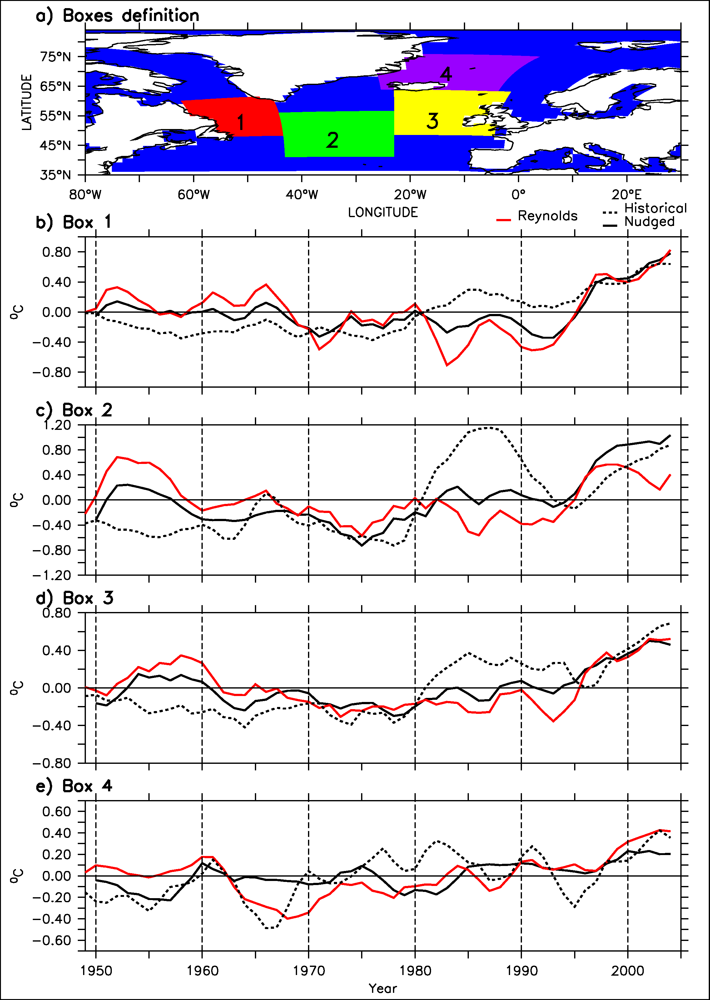 a) Boxes definition
LATITUDE
75°N
65°N
55°N
45°N
35°N
4
1
3
2
80°W 60°W 40°W 20°W 0° 20°E
LONGITUDE
Reynolds
Historical
Nudged
b) Box 1
0.80
0.40
0.00
−0.40
−0.80
⁰C
c) Box 2
1.20
0.80
0.40
0.00
−0.40
−0.80
−1.20
⁰C
d) Box 3
0.80
0.40
0.00
−0.40
−0.80
⁰C
e) Box 4
0.60
0.40
0.20
0.00
−0.20
−0.40
−0.60
⁰C
1950 1960 1970 1980 1990 2000
Year